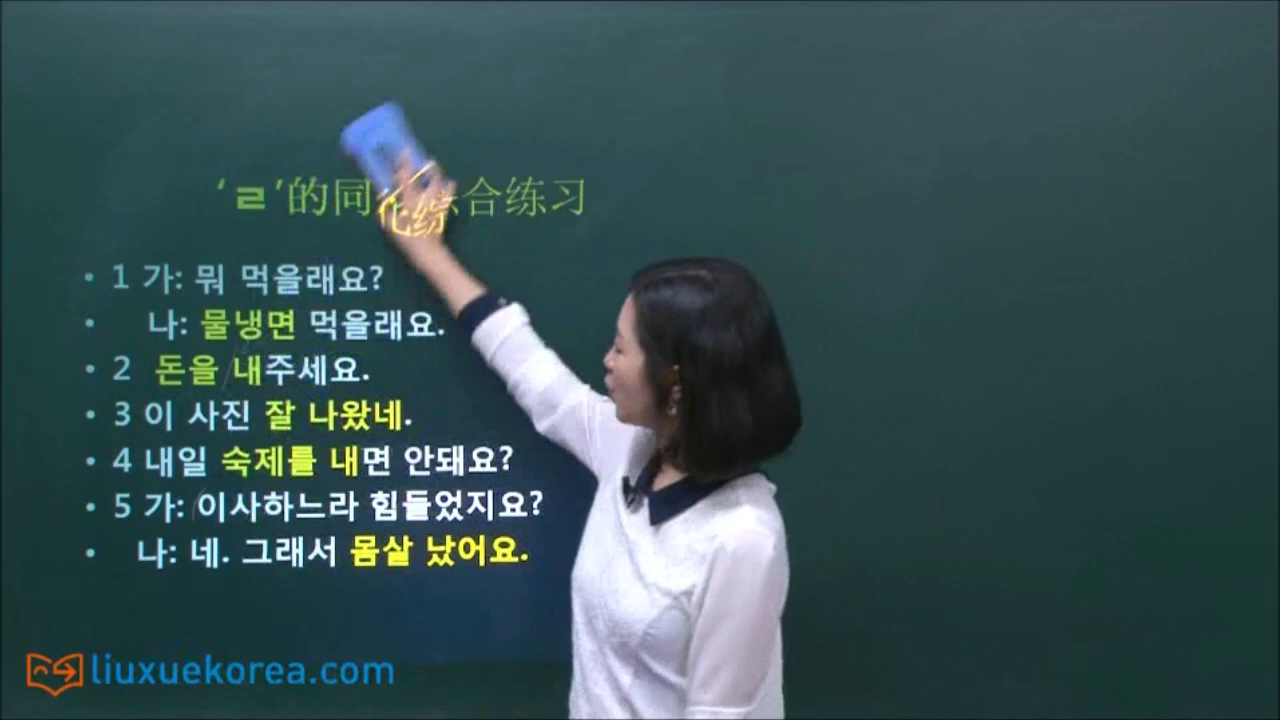 ‘ㄹ’的同化综合练习
• 1 가: 뭐 먹을래요?
• 나: 물냉면 먹을래요.
• 2 돈을 내주세요.
• 3 이 사진 잘 나왔네.
• 4 내일 숙제를 내면 안돼요?
• 5 가: 이사하느라 힘들었지요?
• 나: 네. 그래서 몸살 났어요.
liuxuekorea.com